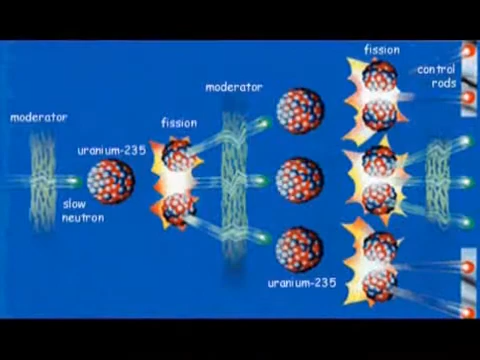 fission
control
rods
moderator
moderator
fission
uranium-235
slow
neutron
uranium-235